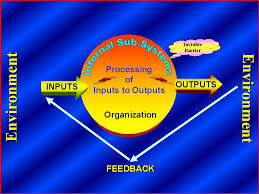 Internal Sub-Systems
Invisible
Barrier
Environment
Processing
of
Inputs to Outputs
INPUTS
OUTPUTS
Organization
Environment
FEEDBACK